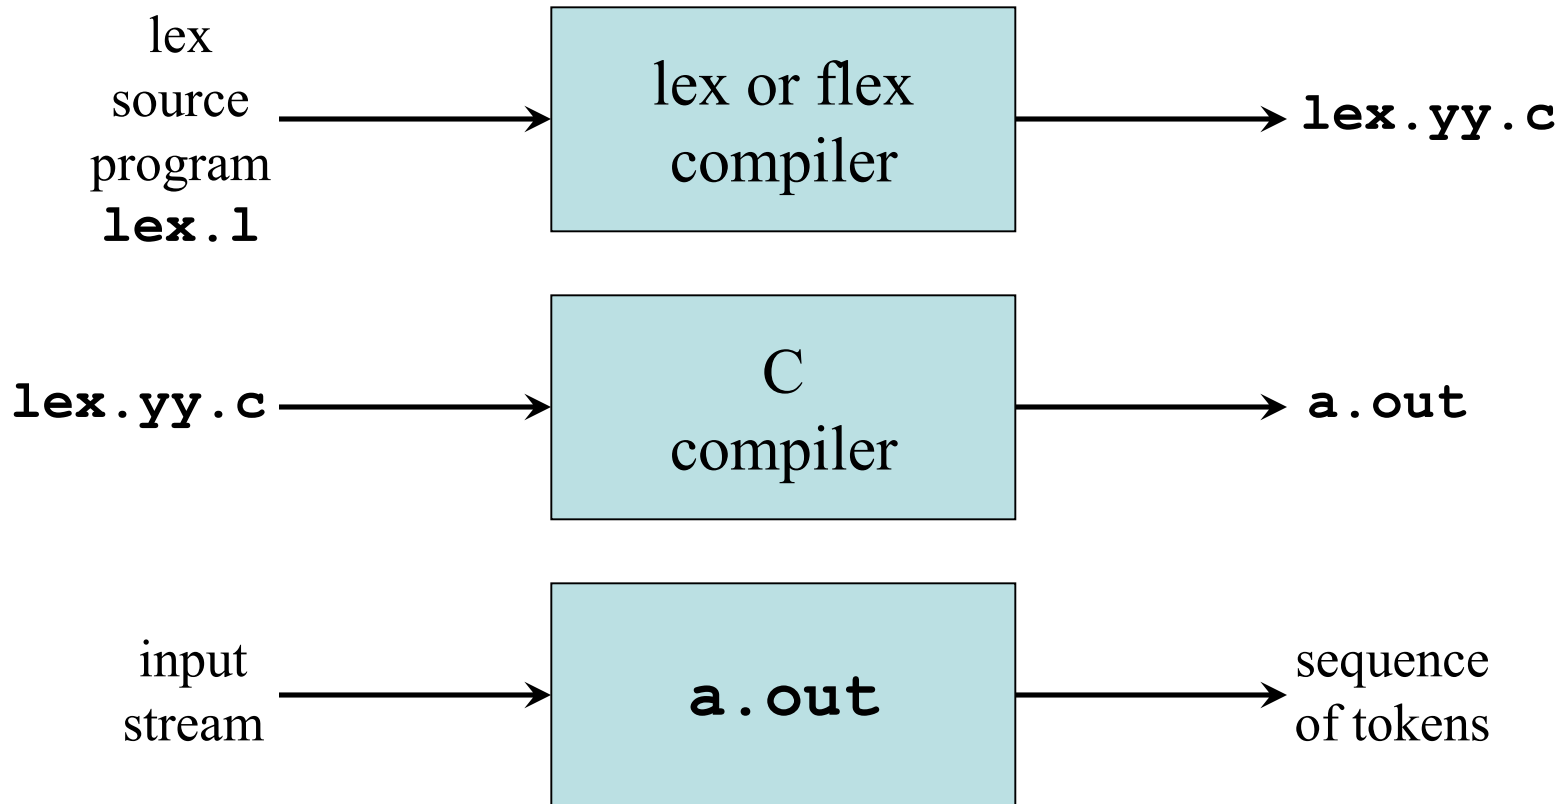 lex
source
program
lex.l
lex or flex
compiler
lex.yy.c
lex.yy.c
C
compiler
a.out
input
stream
a.out
sequence
of tokens